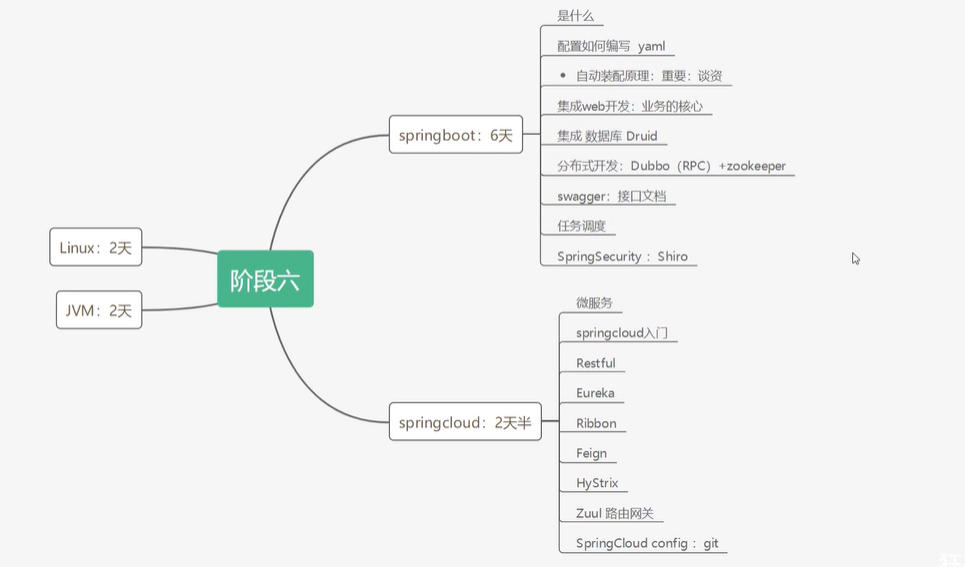 阶段六
springboot：6天
是什么
配置如何编写 yaml
自动装配原理：重要：谈资
集成web开发：业务的核心
集成 数据库 Druid
分布式开发：Dubbo（RPC）+zookeeper
swagger：接口文档
任务调度
SpringSecurity ：Shiro
Linux：2天
JVM：2天
springcloud：2天半
微服务
springcloud入门
Restful
Eureka
Ribbon
Feign
HyStrix
Zuul 路由网关
SpringCloud config ：git